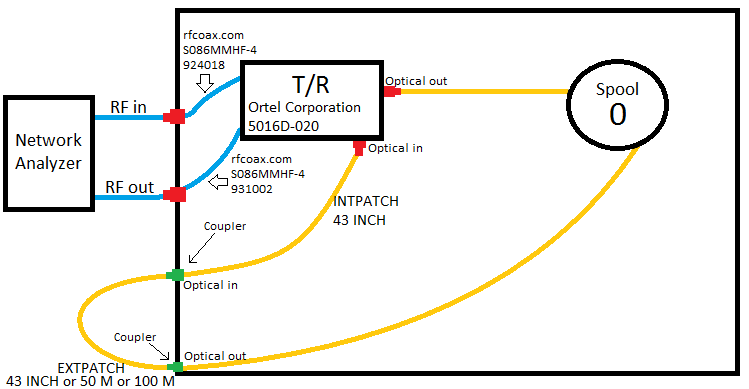 rfcoax.com
S086MMHF-4
924018
T/R
Ortel Corporation
5016D-020
Optical out
Spool
0
RF in
Network
Analyzer
Optical in
rfcoax.com
S086MMHF-4
931002
RF out
INTPATCH
43 INCH
Coupler
Optical in
Coupler
Optical out
EXTPATCH
43 INCH or 50 M or 100 M